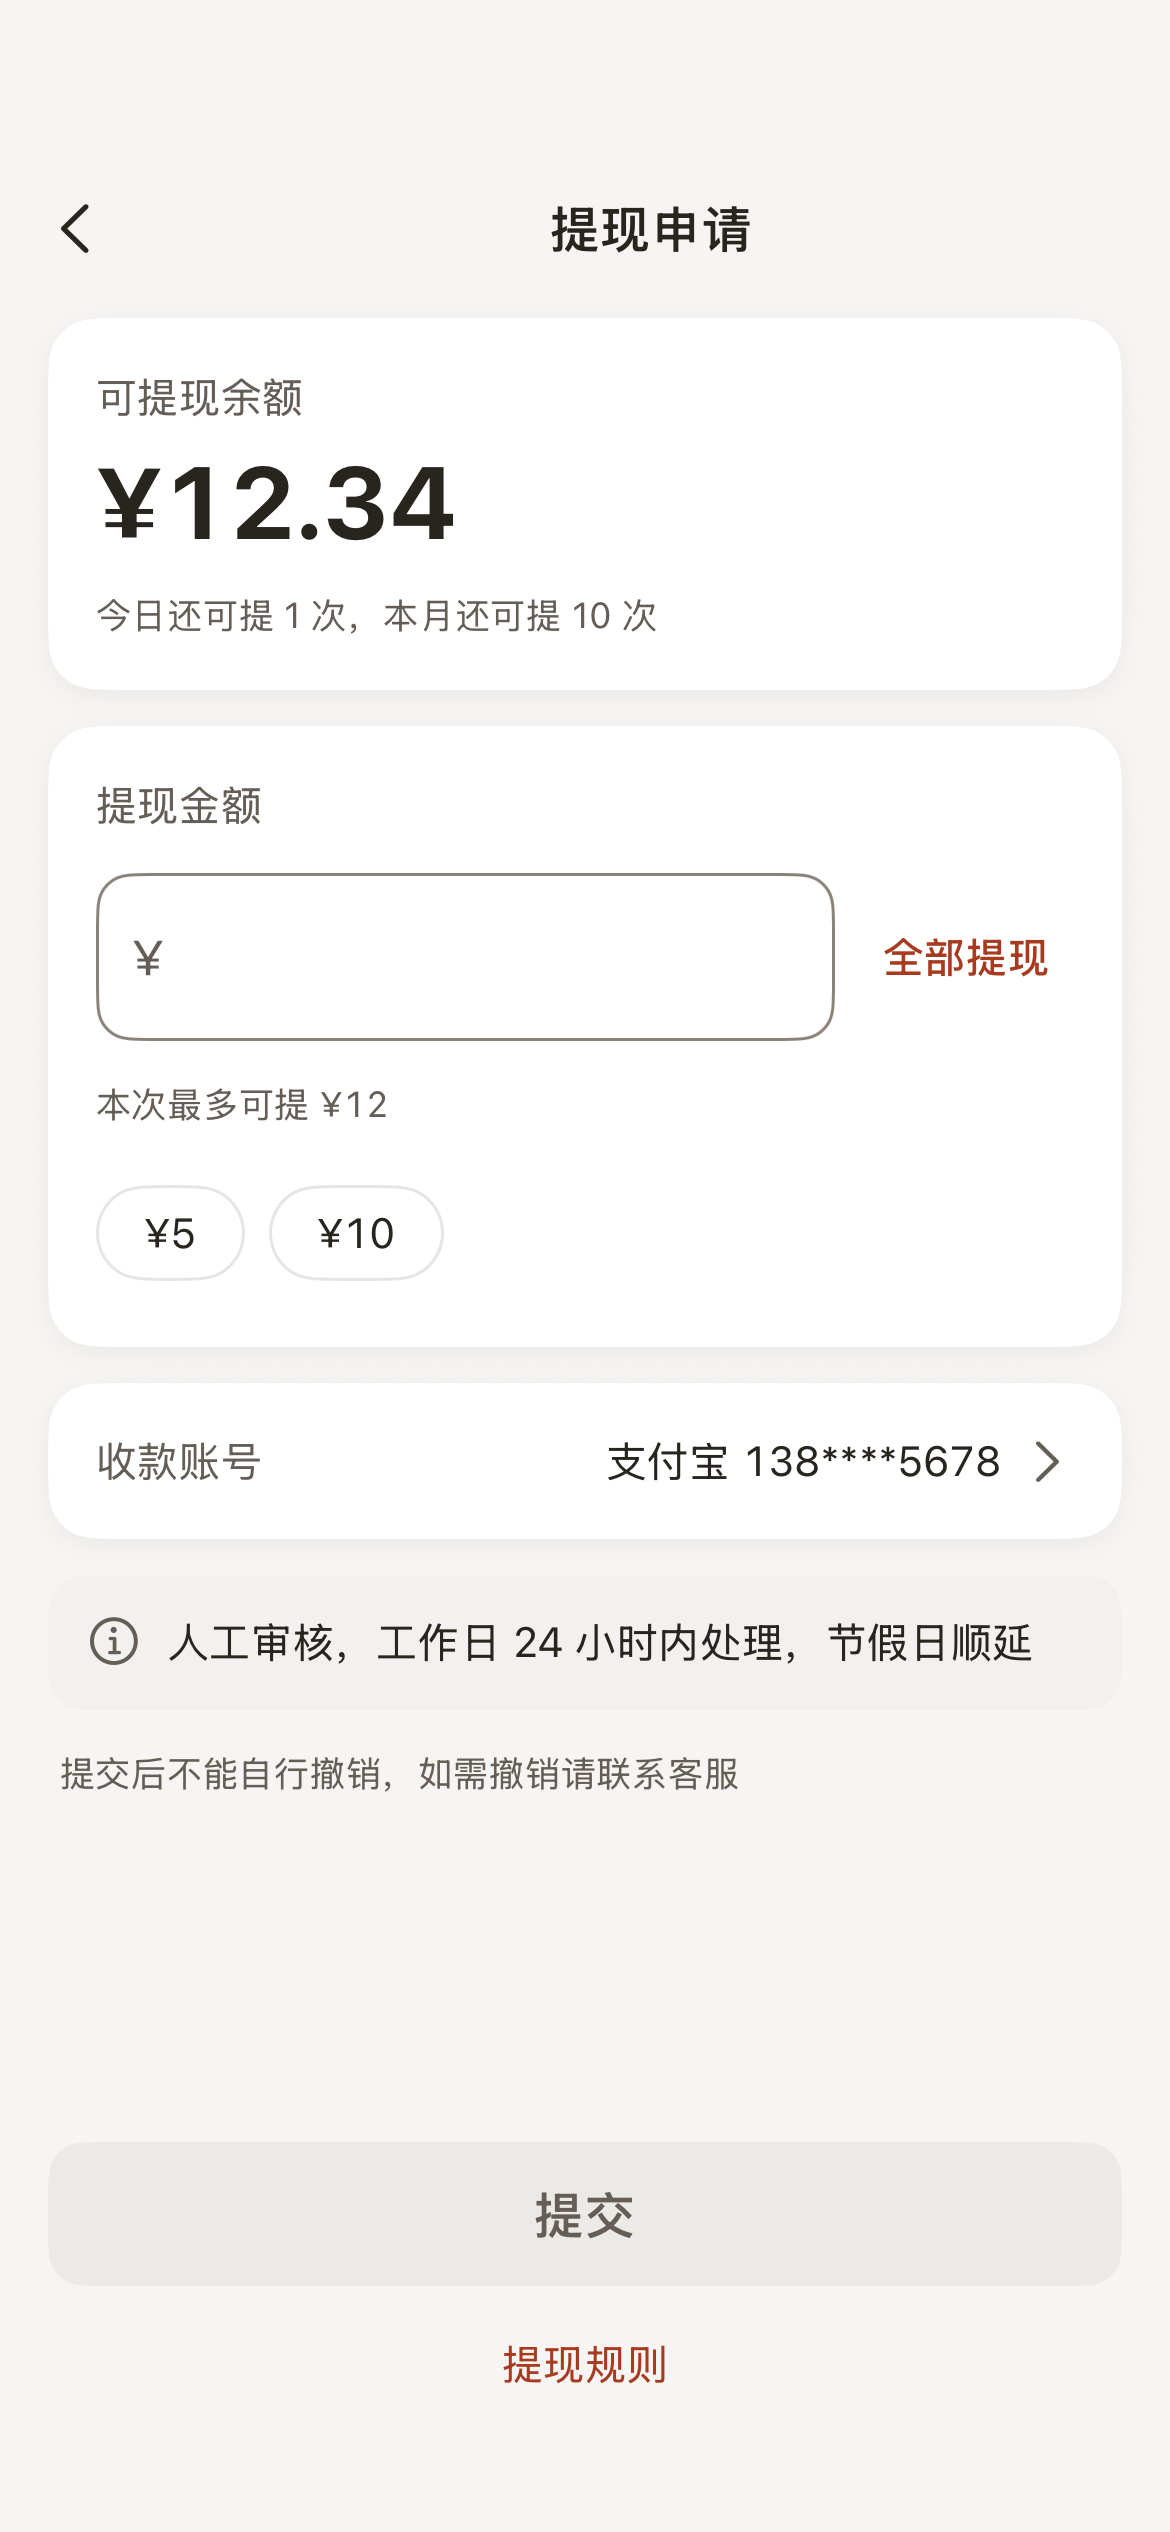 提现申请
可提现余额
¥12.34
今日还可提 1 次，本月还可提 10 次
提现金额
¥
全部提现
本次最多可提 ¥12
¥5
¥10
收款账号
支付宝 138****5678
人工审核，工作日 24 小时内处理，节假日顺延
提交后不能自行撤销，如需撤销请联系客服
提交
提现规则